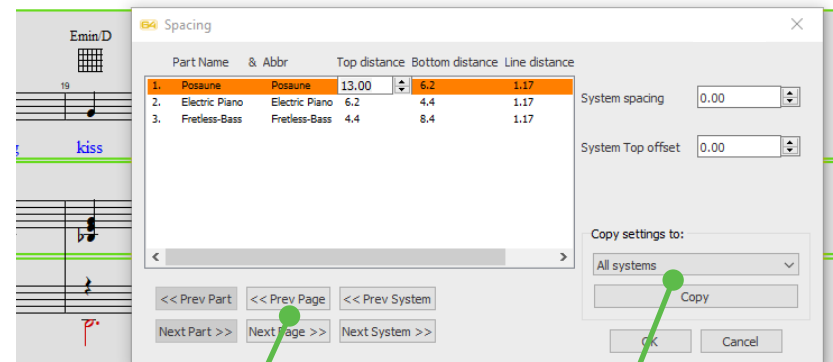 Emin/D
19
kiss
64 Spacing
Part Name & Abbr Top distance Bottom distance Line distance
1. Posaune Posaune 13.00 6.2 1.17
2. Electric Piano Electric Piano 6.2 4.4 1.17
3. Fretless-Bass Fretless-Bass 4.4 8.4 1.17
System spacing 0.00
System Top offset 0.00
Copy settings to:
All systems
Copy
<< Prev Part << Prev Page << Prev System
Next Part >> Next Page >> Next System >>
OK Cancel